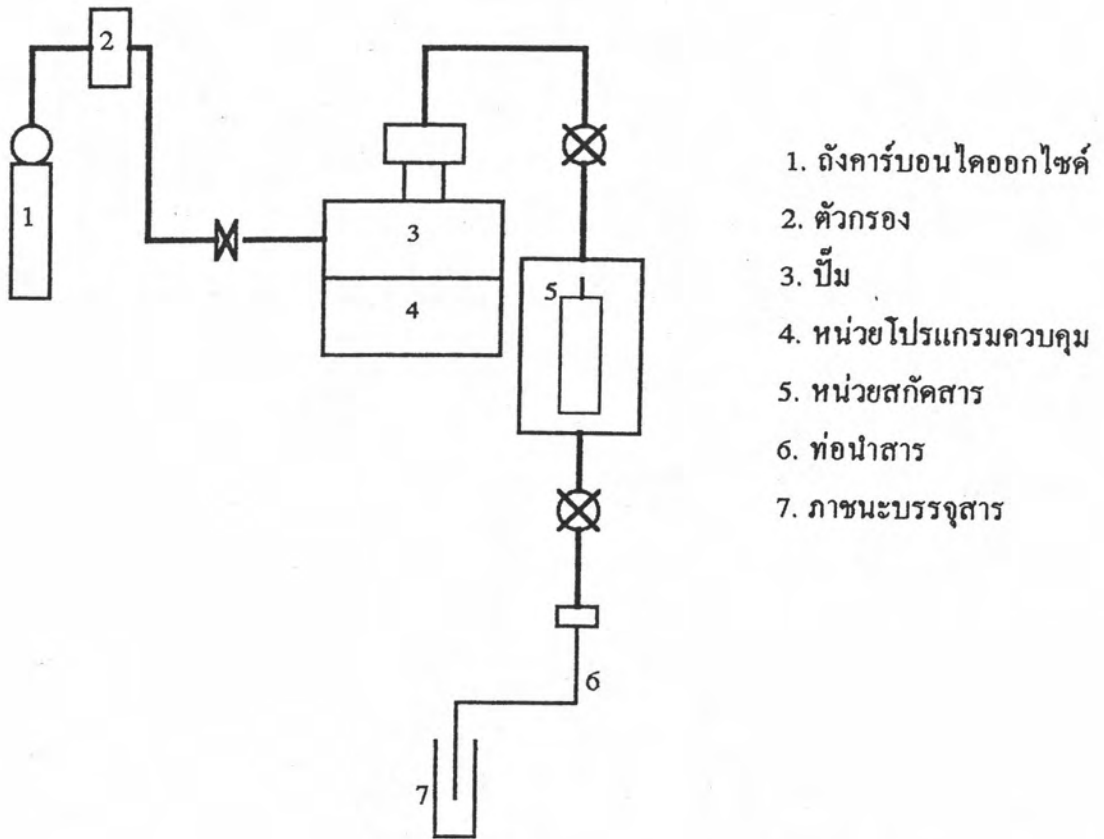 2
1
3
4
5
6
7
1. ถังคาร์บอนไดออกไซด์
2. ตัวกรอง
3. ปั๊ม
4. หน่วยโปรแกรมควบคุม
5. หน่วยสกัดสาร
6. ท่อนำสาร
7. ภาชนะบรรจุสาร